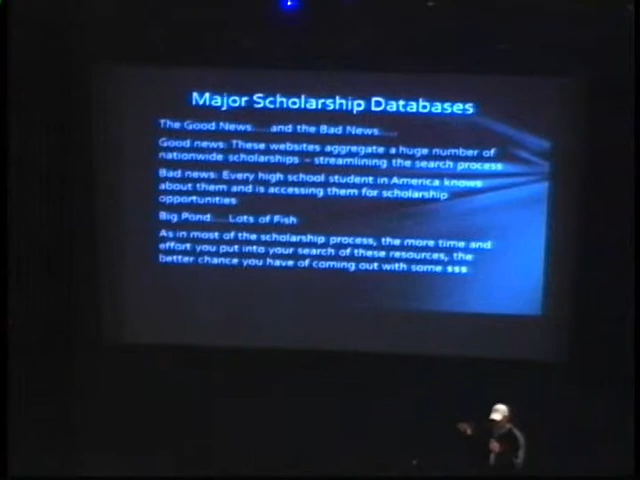 Major Scholarship Databases
The Good News.....and the Bad News.....
Good news: These websites aggregate a huge number of
nationwide scholarships – streamlining the search process
Bad news: Every high school student in America knows
about them and is accessing them for scholarship
opportunities
Big Pond.....Lots of Fish
As in most of the scholarship process, the more time and
effort you put into your search of these resources, the
better chance you have of coming out with some $$$